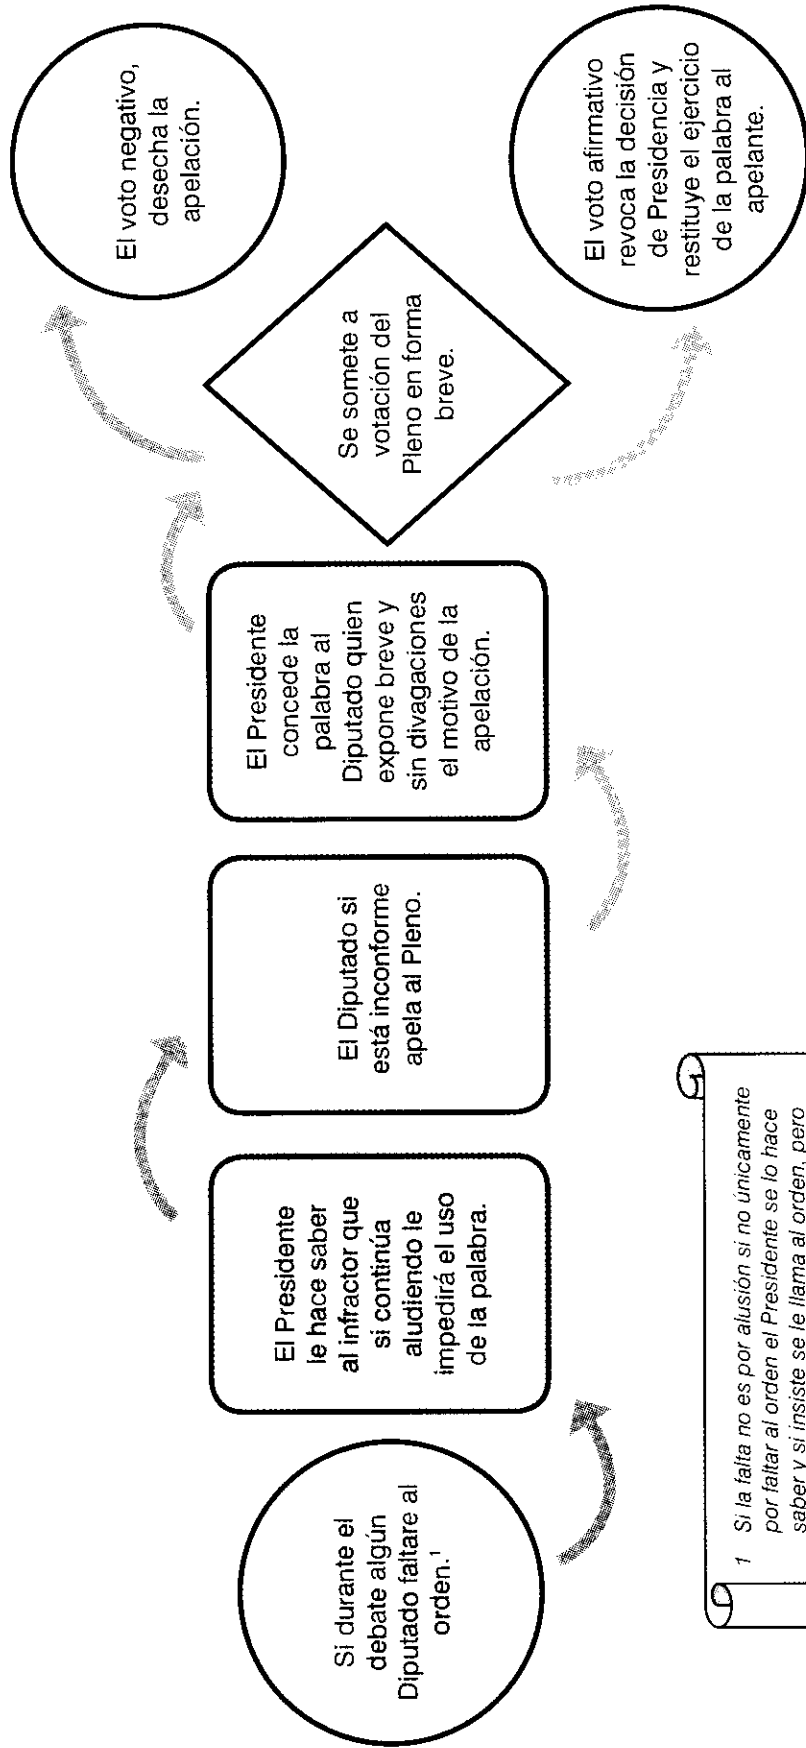 Si durante el
debate algún
Diputado faltare al
orden.¹
El Presidente
le hace saber
al infractor que
si continúa
aludiendo le
impedirá el uso
de la palabra.
El Diputado si
está inconforme
apela al Pleno.
El Presidente
concede la
palabra al
Diputado quien
expone breve y
sin divagaciones
el motivo de la
apelación.
Se somete a
votación del
Pleno en forma
breve.
El voto negativo,
desecha la
apelación.
El voto afirmativo
revoca la decisión
de Presidencia y
restituye el ejercicio
de la palabra al
apelante.
1 Si la falta no es por alusión si no únicamente
por faltar al orden el Presidente se lo hace
saber y si insiste se le llama al orden, pero